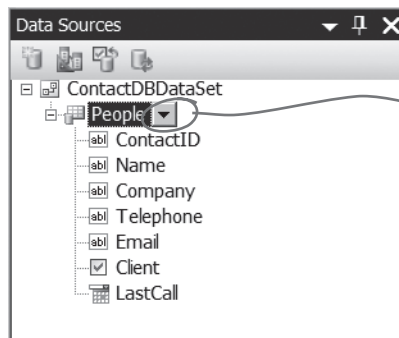 Data Sources
ContactDBDataSet
People
ContactID
Name
Company
Telephone
Email
Client
LastCall